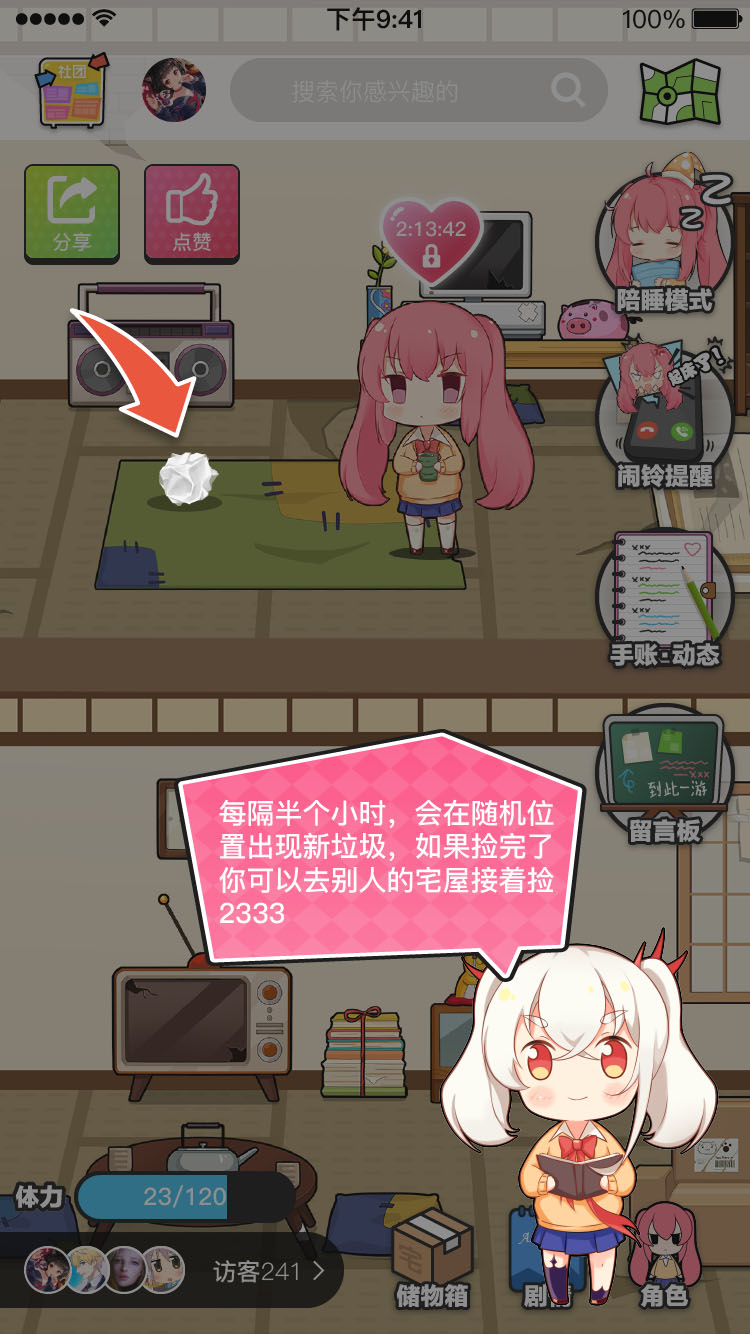 下午9:41
100%
社团
搜索你感兴趣的
分享
点赞
2:13:42
Z
Z
陪睡模式
起床了!
闹铃提醒
手账·动态
到此一游
留言板
每隔半个小时，会在随机位
置出现新垃圾，如果捡完了
你可以去别人的宅屋接着捡
2333
体力
23/120
访客241
宅
储物箱
角色